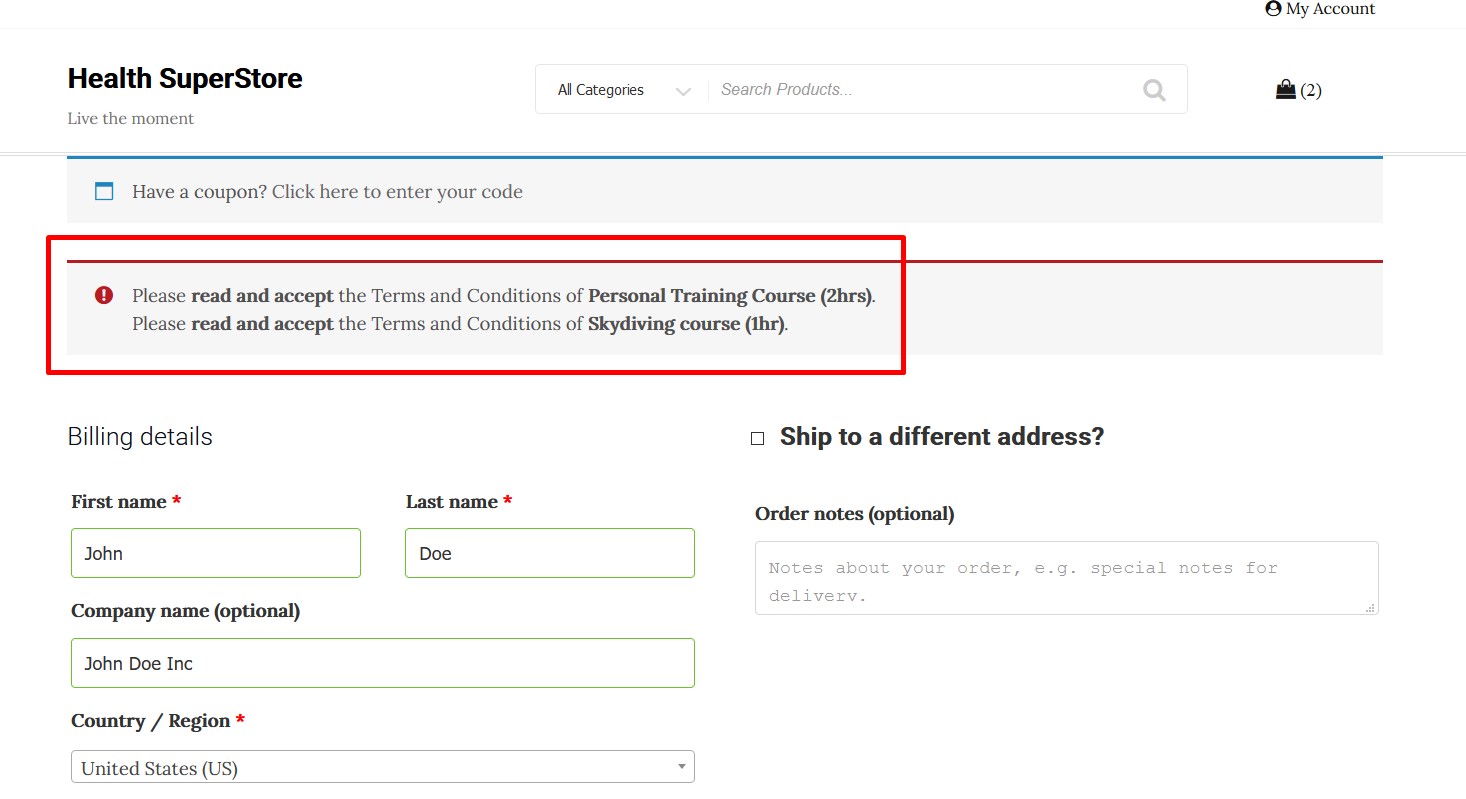 My Account
Health SuperStore
Live the moment
All Categories
Search Products...
(2)
Have a coupon? Click here to enter your code
Please read and accept the Terms and Conditions of Personal Training Course (2hrs).
Please read and accept the Terms and Conditions of Skydiving course (1hr).
Billing details
First name *
Last name *
John
Doe
Company name (optional)
John Doe Inc
Country / Region *
United States (US)
Ship to a different address?
Order notes (optional)
Notes about your order, e.g. special notes for
delivery.